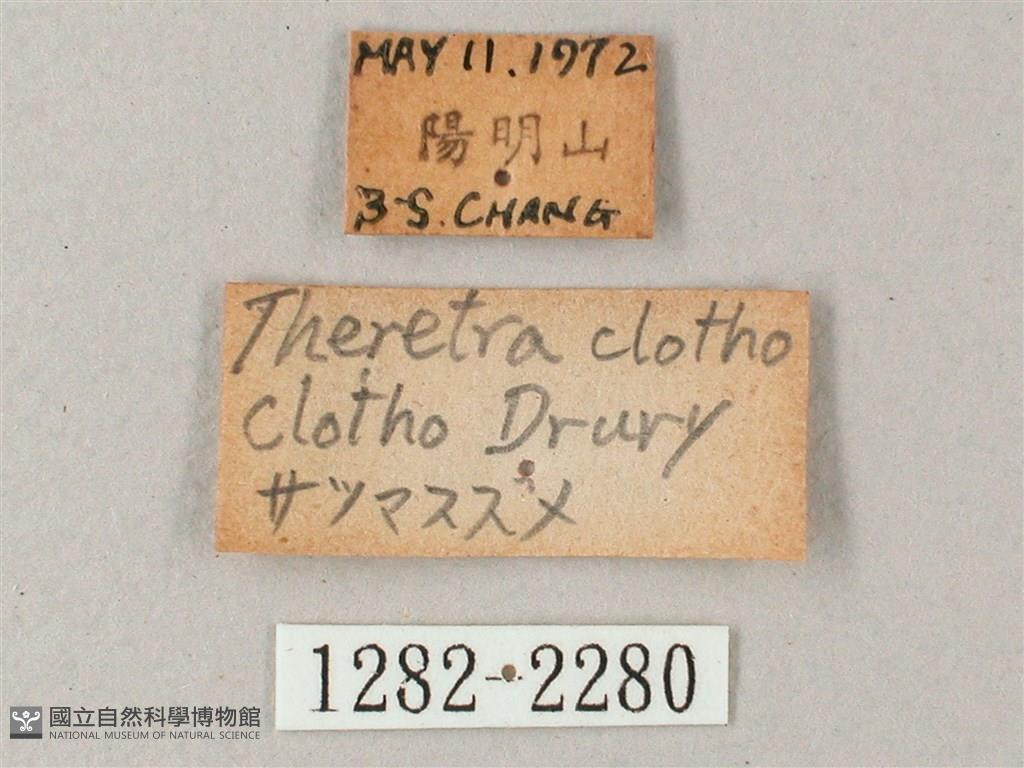 MAY 11.1972
陽明山
B-S.CHANG
Theretra clotho
clotho Drury
サツマスズメ
1282-2280
國立自然科學博物館
NATIONAL MUSEUM OF NATURAL SCIENCE